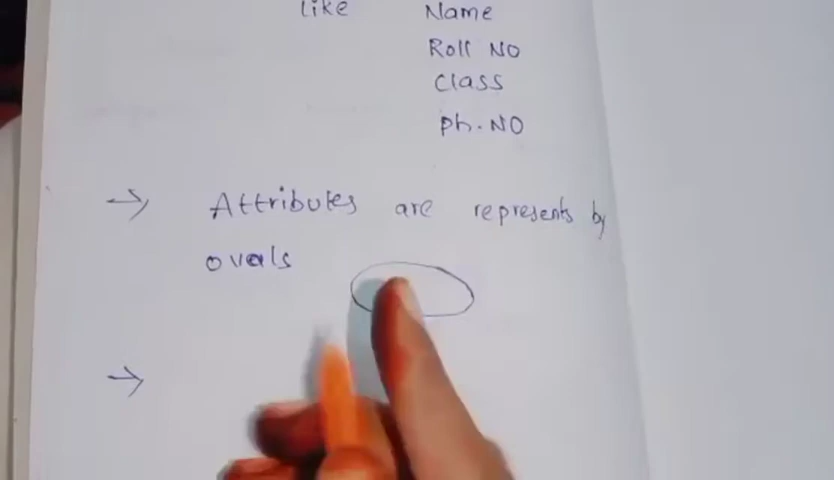 like Name
Roll NO
Class
ph.NO
→ Attributes are represents by
ovals
→